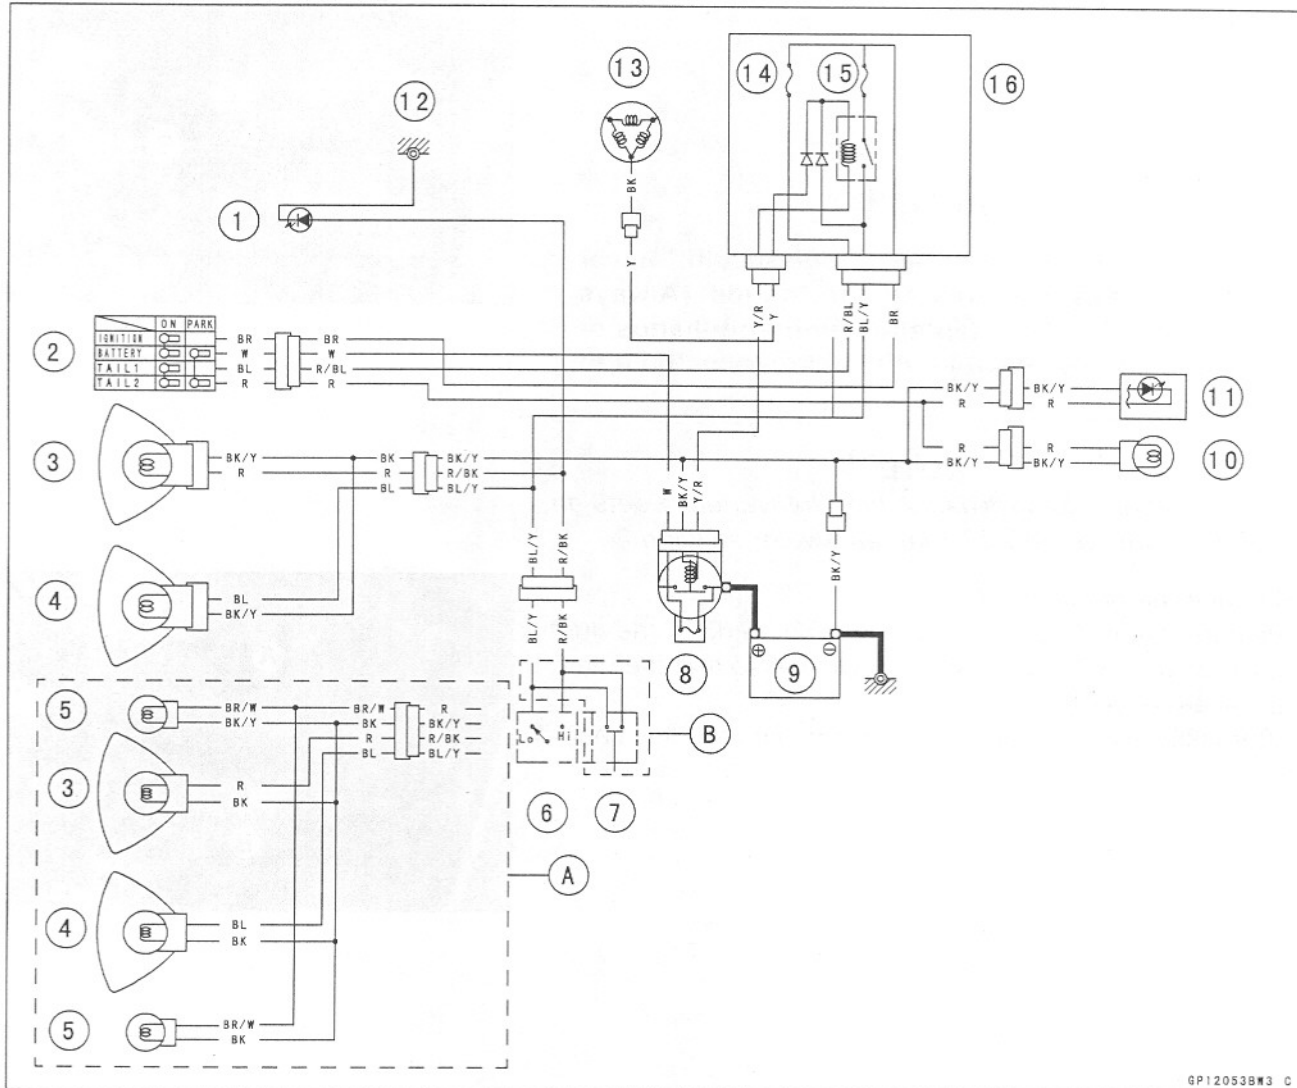 13
14
15
16
12
1
ON PARK
IGNITION
BATTERY
TAIL1
TAIL2
2
BR BR
W W
BL R/BL
R R
BK
Y
Y/R
Y
R/BL
BL/Y
BR
BK/Y BK/Y
R R
11
R R
BK/Y BK/Y
10
3
BK/Y BK BK/Y
R R R/BK
BL BL/Y
W
BK/Y
Y/R
BL/Y
R/BK
BK/Y
4
BL
BK/Y
BL/Y
R/BK
8
9
⊕ ⊖
5
BR/W BR/W R
BK/Y BK BK/Y
R R/BK
BL BL/Y
Lo Hi
B
3
R
BK
6
7
A
4
BL
BK
5
BR/W
BK
GP12053BW3 C